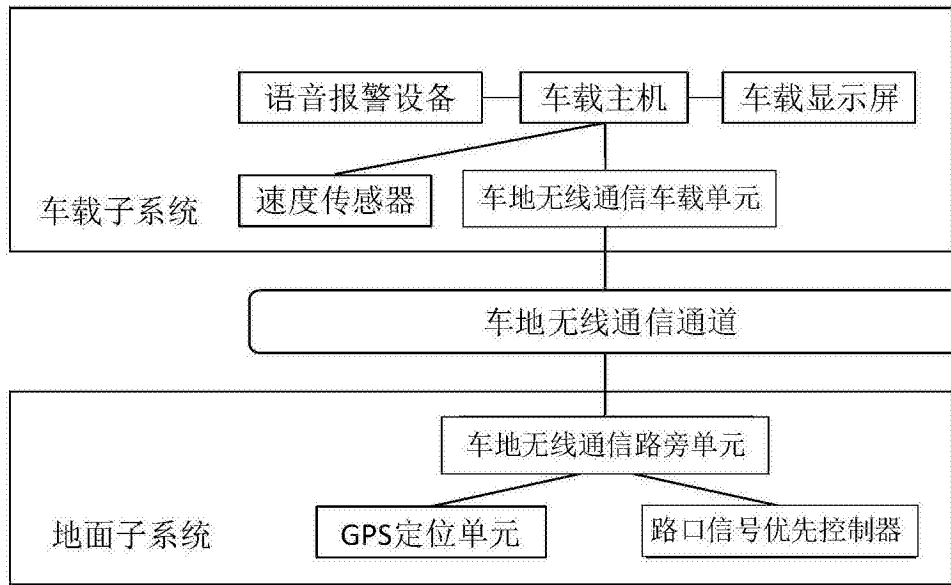 语音报警设备
车载主机
车载显示屏
速度传感器
车地无线通信车载单元
车载子系统
车地无线通信通道
车地无线通信路旁单元
地面子系统
GPS定位单元
路口信号优先控制器